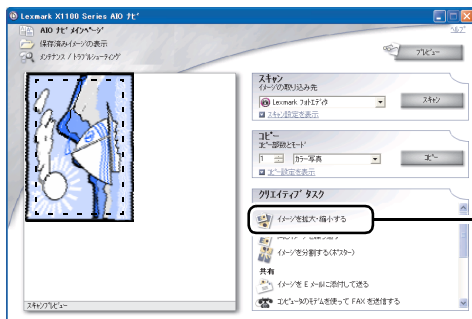 Lexmark X1100 Series AIO ナビ
AIO ナビ メインページ
ヘルプ
保存済みイメージの表示
メンテナンス / トラブルシューティング
プレビュー
スキャン
イメージの取り込み先
Lexmark フォトエディタ
スキャン
スキャン設定を表示
コピー
コピー部数とモード
1
カラー写真
コピー
コピー設定を表示
クリエイティブ タスク
イメージを拡大・縮小する
イメージを分割する(ポスター)
共有
イメージを E メールに添付して送る
コンピュータのモデムを使って FAX を送信する
スキャンプレビュー